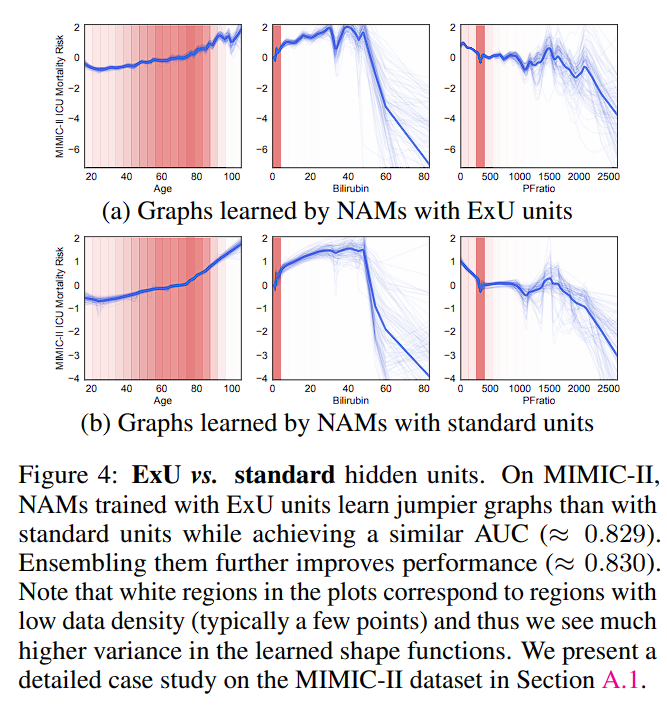 2
0
−2
−4
−6
MIMIC-II ICU Mortality Risk
20 40 60 80 100
Age
2
0
−2
−4
−6
0 20 40 60 80
Bilirubin
2
0
−2
−4
−6
0 500 1000 1500 2000 2500
PFratio
(a) Graphs learned by NAMs with ExU units
2
1
0
−1
−2
−3
−4
MIMIC-II ICU Mortality Risk
20 40 60 80 100
Age
2
1
0
−1
−2
−3
−4
0 20 40 60 80
Bilirubin
2
1
0
−1
−2
−3
−4
0 500 1000 1500 2000 2500
PFratio
(b) Graphs learned by NAMs with standard units
Figure 4: ExU vs. standard hidden units. On MIMIC-II,
NAMs trained with ExU units learn jumpier graphs than with
standard units while achieving a similar AUC (≈ 0.829).
Ensembling them further improves performance (≈ 0.830).
Note that white regions in the plots correspond to regions with
low data density (typically a few points) and thus we see much
higher variance in the learned shape functions. We present a
detailed case study on the MIMIC-II dataset in Section A.1.